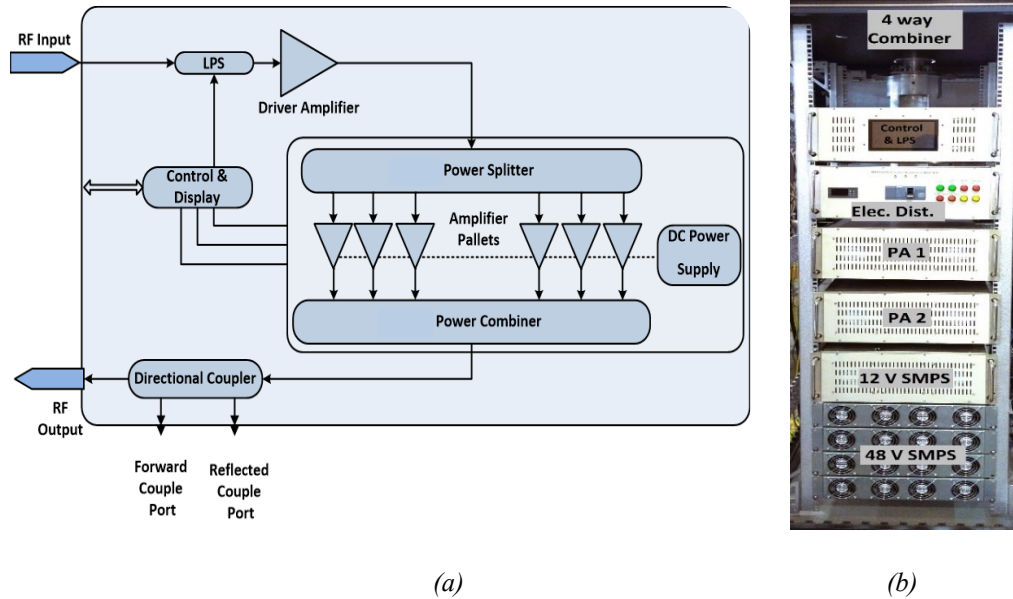 RF Input
LPS
Driver Amplifier
Control &
Display
Power Splitter
Amplifier
Pallets
DC Power
Supply
Power Combiner
Directional Coupler
RF
Output
Forward
Couple
Port
Reflected
Couple
Port
(a)
4 way
Combiner
Control
& LPS
Elec. Dist.
PA 1
PA 2
12 V SMPS
48 V SMPS
(b)